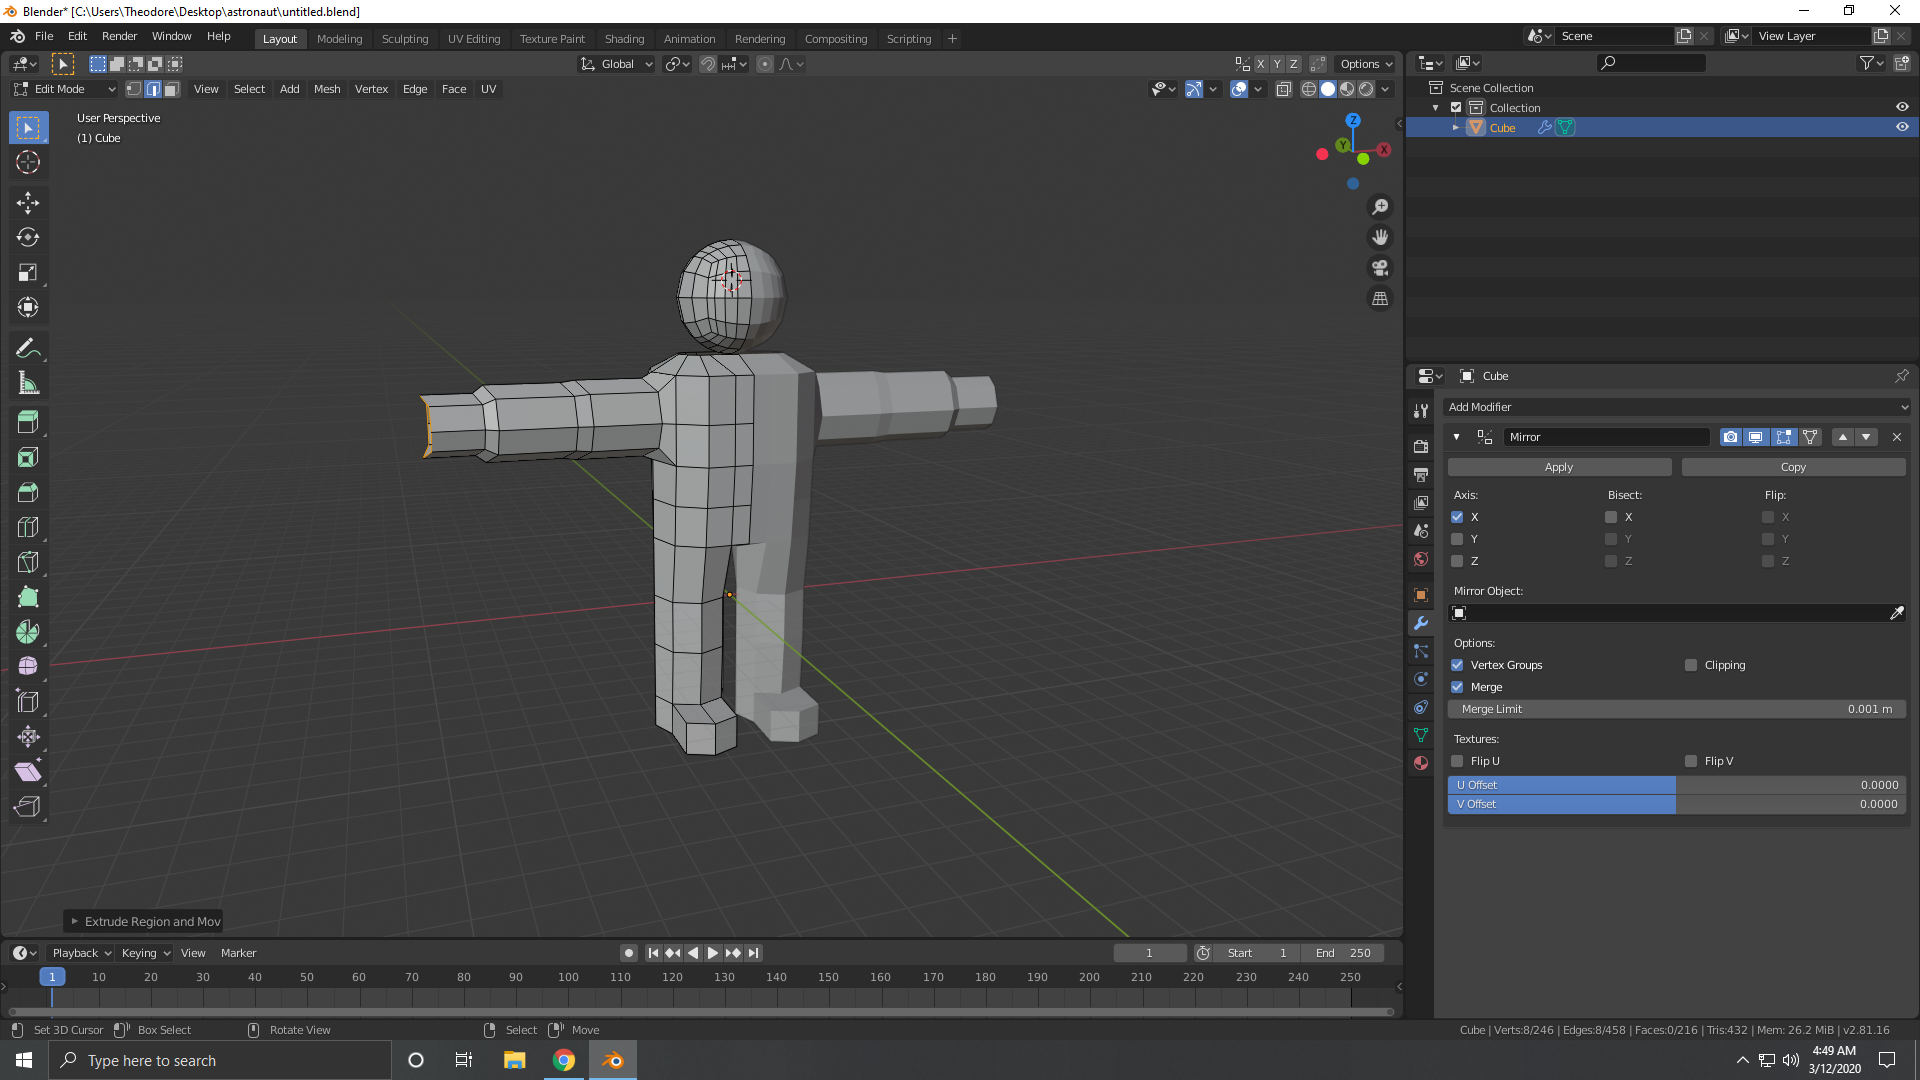 Blender* [C:\Users\Theodore\Desktop\astronaut\untitled.blend]
File Edit Render Window Help Layout Modeling Sculpting UV Editing Texture Paint Shading Animation Rendering Compositing Scripting + Scene View Layer
Global X Y Z Options
Edit Mode View Select Add Mesh Vertex Edge Face UV
User Perspective
(1) Cube
Z
Y
X
Scene Collection
Collection
Cube
Cube
Add Modifier
Mirror
Apply Copy
Axis: Bisect: Flip:
X X X
Y Y Y
Z Z Z
Mirror Object:
Options:
Vertex Groups Clipping
Merge
Merge Limit 0.001 m
Textures:
Flip U Flip V
U Offset 0.0000
V Offset 0.0000
Extrude Region and Mov
Playback Keying View Marker 1 Start 1 End 250
1 10 20 30 40 50 60 70 80 90 100 110 120 130 140 150 160 170 180 190 200 210 220 230 240 250
Set 3D Cursor Box Select Rotate View Select Move
Cube | Verts:8/246 | Edges:8/458 | Faces:0/216 | Tris:432 | Mem: 26.2 MiB | v2.81.16
Type here to search
4:49 AM
3/12/2020